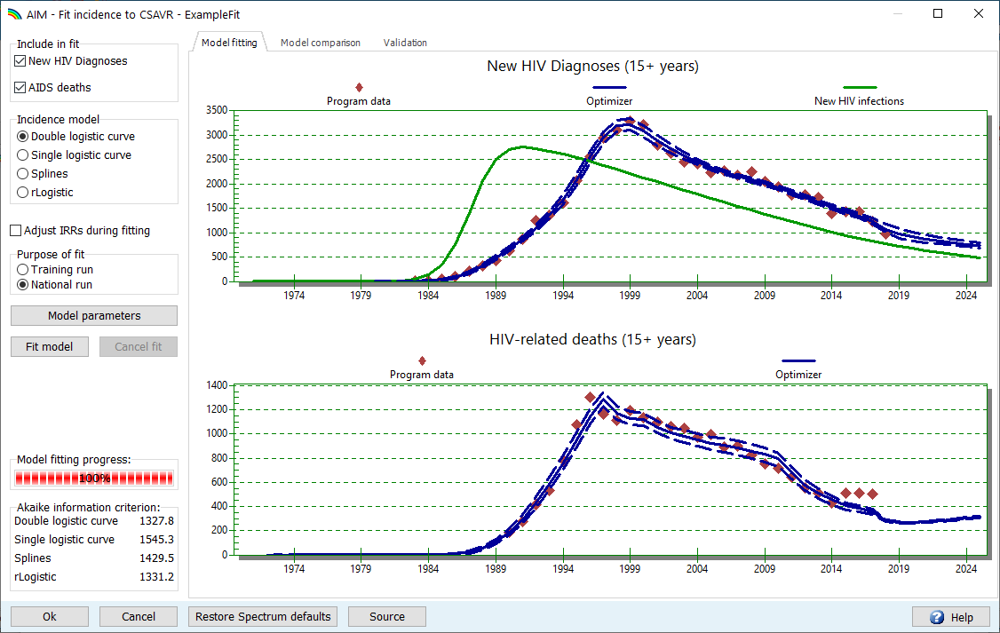 AIM - Fit incidence to CSAVR - ExampleFit
Include in fit
New HIV Diagnoses
AIDS deaths
Incidence model
Double logistic curve
Single logistic curve
Splines
rLogistic
Adjust IRRs during fitting
Purpose of fit
Training run
National run
Model parameters
Fit model
Cancel fit
Model fitting progress:
100%
Akaike information criterion:
Double logistic curve 1327.8
Single logistic curve 1545.3
Splines 1429.5
rLogistic 1331.2
Model fitting
Model comparison
Validation
New HIV Diagnoses (15+ years)
Program data
Optimizer
New HIV infections
3500
3000
2500
2000
1500
1000
500
0
1974 1979 1984 1989 1994 1999 2004 2009 2014 2019 2024
HIV-related deaths (15+ years)
Program data
Optimizer
1400
1200
1000
800
600
400
200
0
1974 1979 1984 1989 1994 1999 2004 2009 2014 2019 2024
Ok
Cancel
Restore Spectrum defaults
Source
? Help